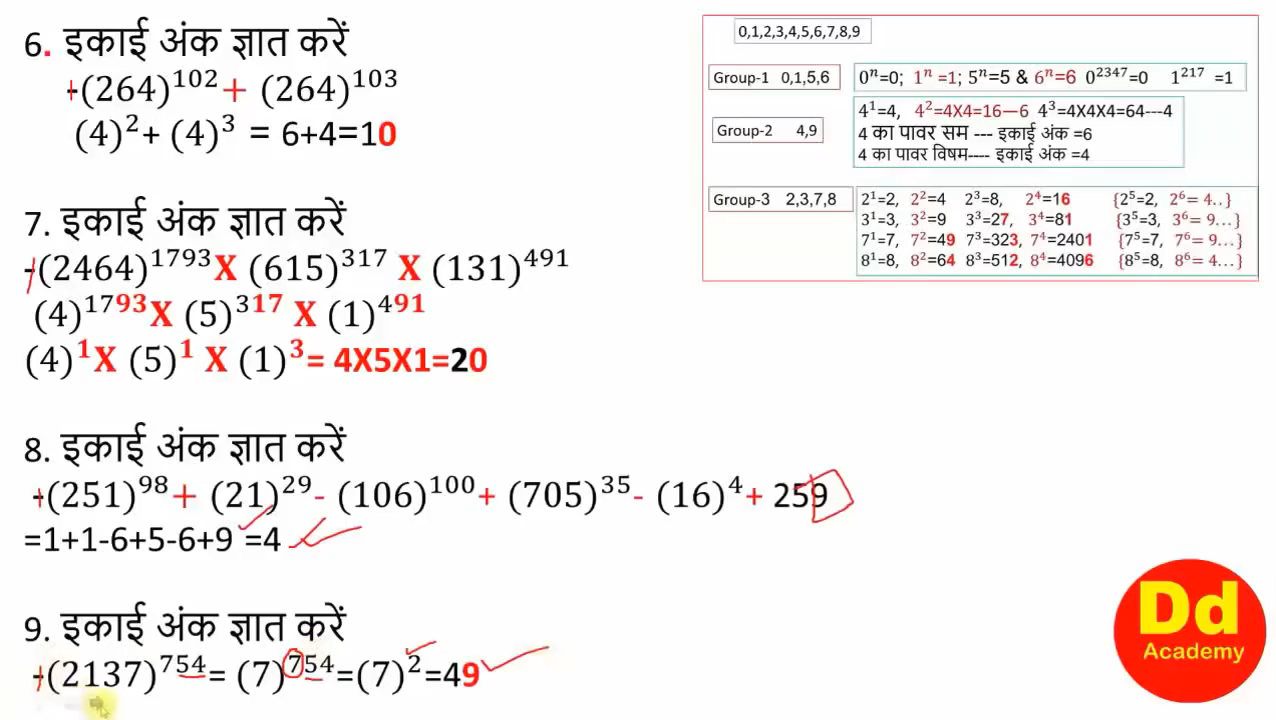 6. इकाई अंक ज्ञात करें
-(264)¹⁰² + (264)¹⁰³
(4)² + (4)³ = 6+4=10
7. इकाई अंक ज्ञात करें
-(2464)¹⁷⁹³ X (615)³¹⁷ X (131)⁴⁹¹
(4)¹⁷⁹³ X (5)³¹⁷ X (1)⁴⁹¹
(4)¹ X (5)¹ X (1)³ = 4X5X1=20
8. इकाई अंक ज्ञात करें
-(251)⁹⁸ + (21)²⁹ - (106)¹⁰⁰ + (705)³⁵ - (16)⁴ + 259
=1+1-6+5-6+9 =4
9. इकाई अंक ज्ञात करें
-(2137)⁷⁵⁴ = (7)⁷⁵⁴ =(7)² =49
0,1,2,3,4,5,6,7,8,9
Group-1 0,1,5,6 0ⁿ=0; 1ⁿ =1; 5ⁿ=5 & 6ⁿ=6 0²³⁴⁷=0 1²¹⁷ =1
Group-2 4,9
4¹=4, 4²=4X4=16—6 4³=4X4X4=64---4
4 का पावर सम --- इकाई अंक =6
4 का पावर विषम---- इकाई अंक =4
Group-3 2,3,7,8
2¹=2, 2²=4 2³=8, 2⁴=16 {2⁵=2, 2⁶= 4..}
3¹=3, 3²=9 3³=27, 3⁴=81 {3⁵=3, 3⁶= 9...}
7¹=7, 7²=49 7³=323, 7⁴=2401 {7⁵=7, 7⁶= 9...}
8¹=8, 8²=64 8³=512, 8⁴=4096 {8⁵=8, 8⁶= 4...}
Dd
Academy